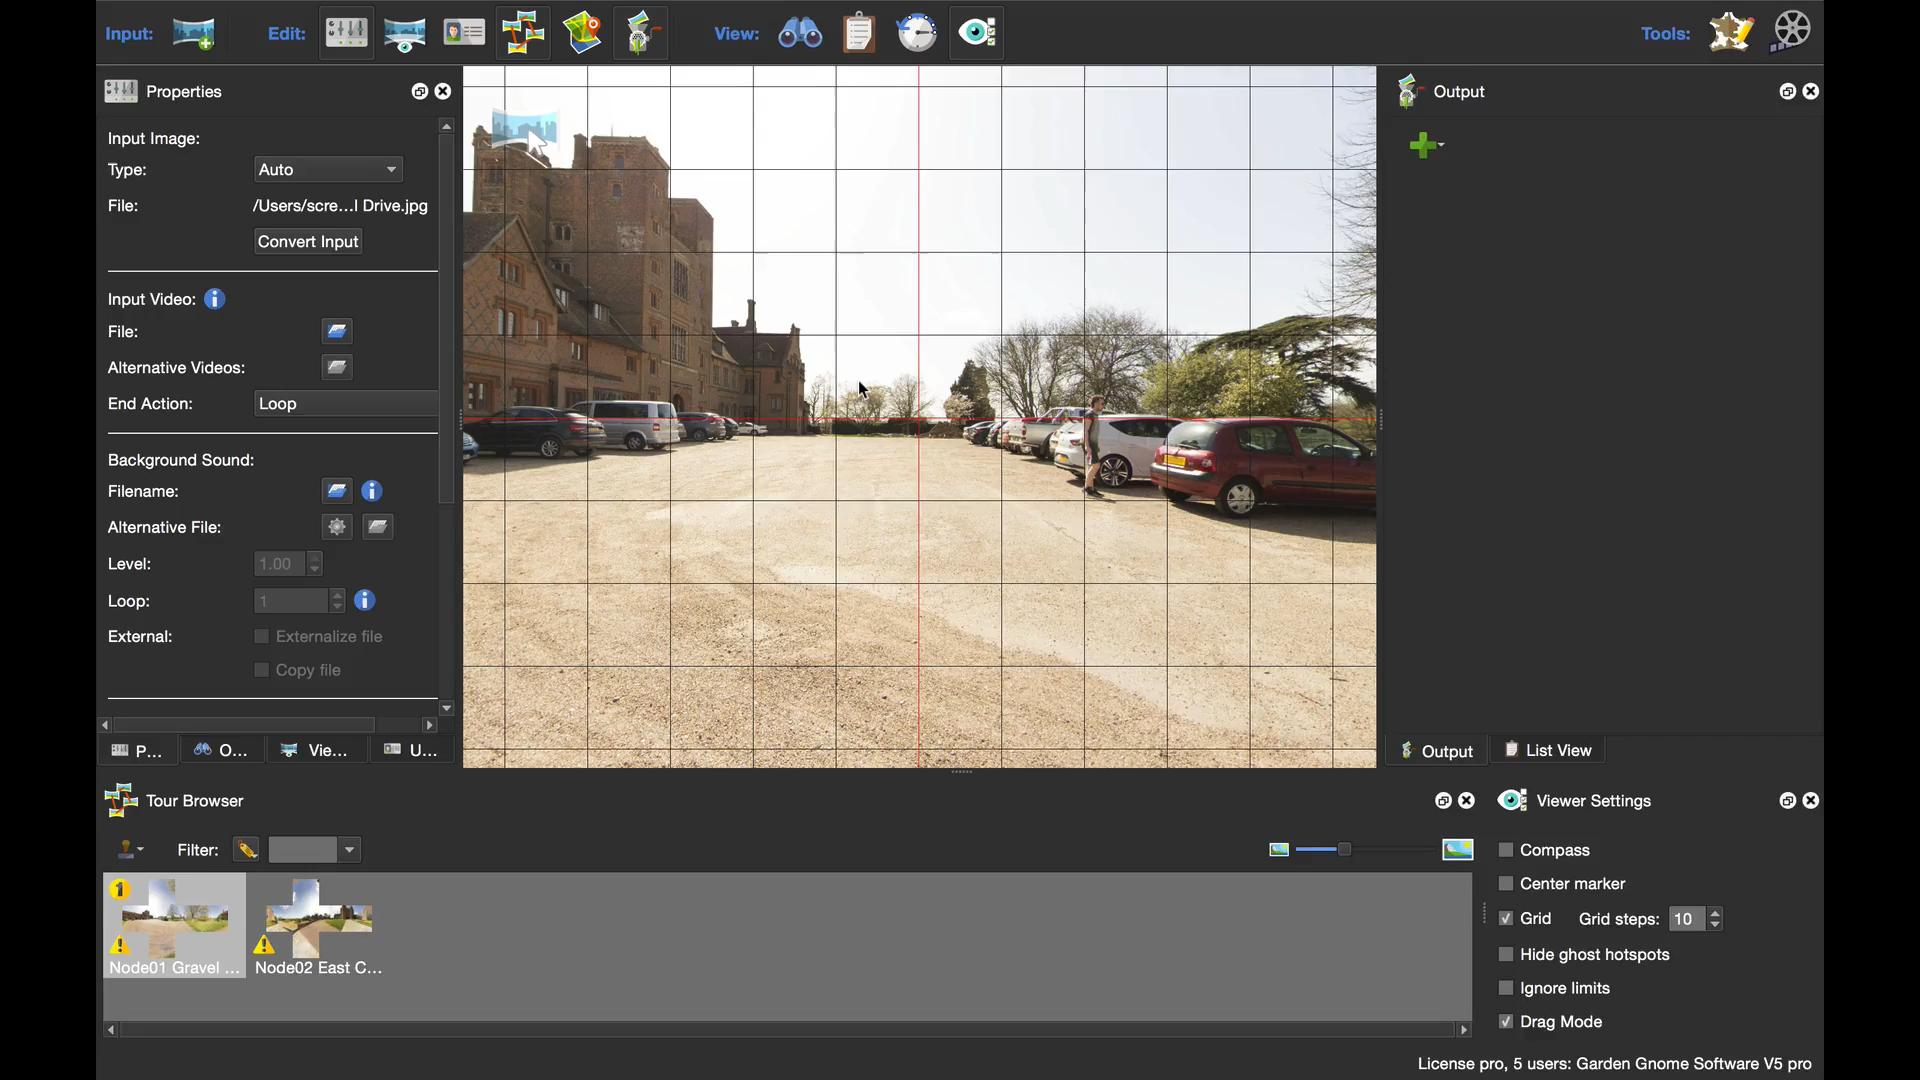 Input:
Edit:
View:
Tools:
Properties
Input Image:
Type:
Auto
File:
/Users/scre...l Drive.jpg
Convert Input
Input Video:
File:
Alternative Videos:
End Action:
Loop
Background Sound:
Filename:
Alternative File:
Level:
1.00
Loop:
1
External:
Externalize file
Copy file
P...
O...
Vie...
U...
Output
Output
List View
Tour Browser
Filter:
1
Node01 Gravel ...
Node02 East C...
Viewer Settings
Compass
Center marker
Grid
Grid steps:
10
Hide ghost hotspots
Ignore limits
Drag Mode
License pro, 5 users: Garden Gnome Software V5 pro